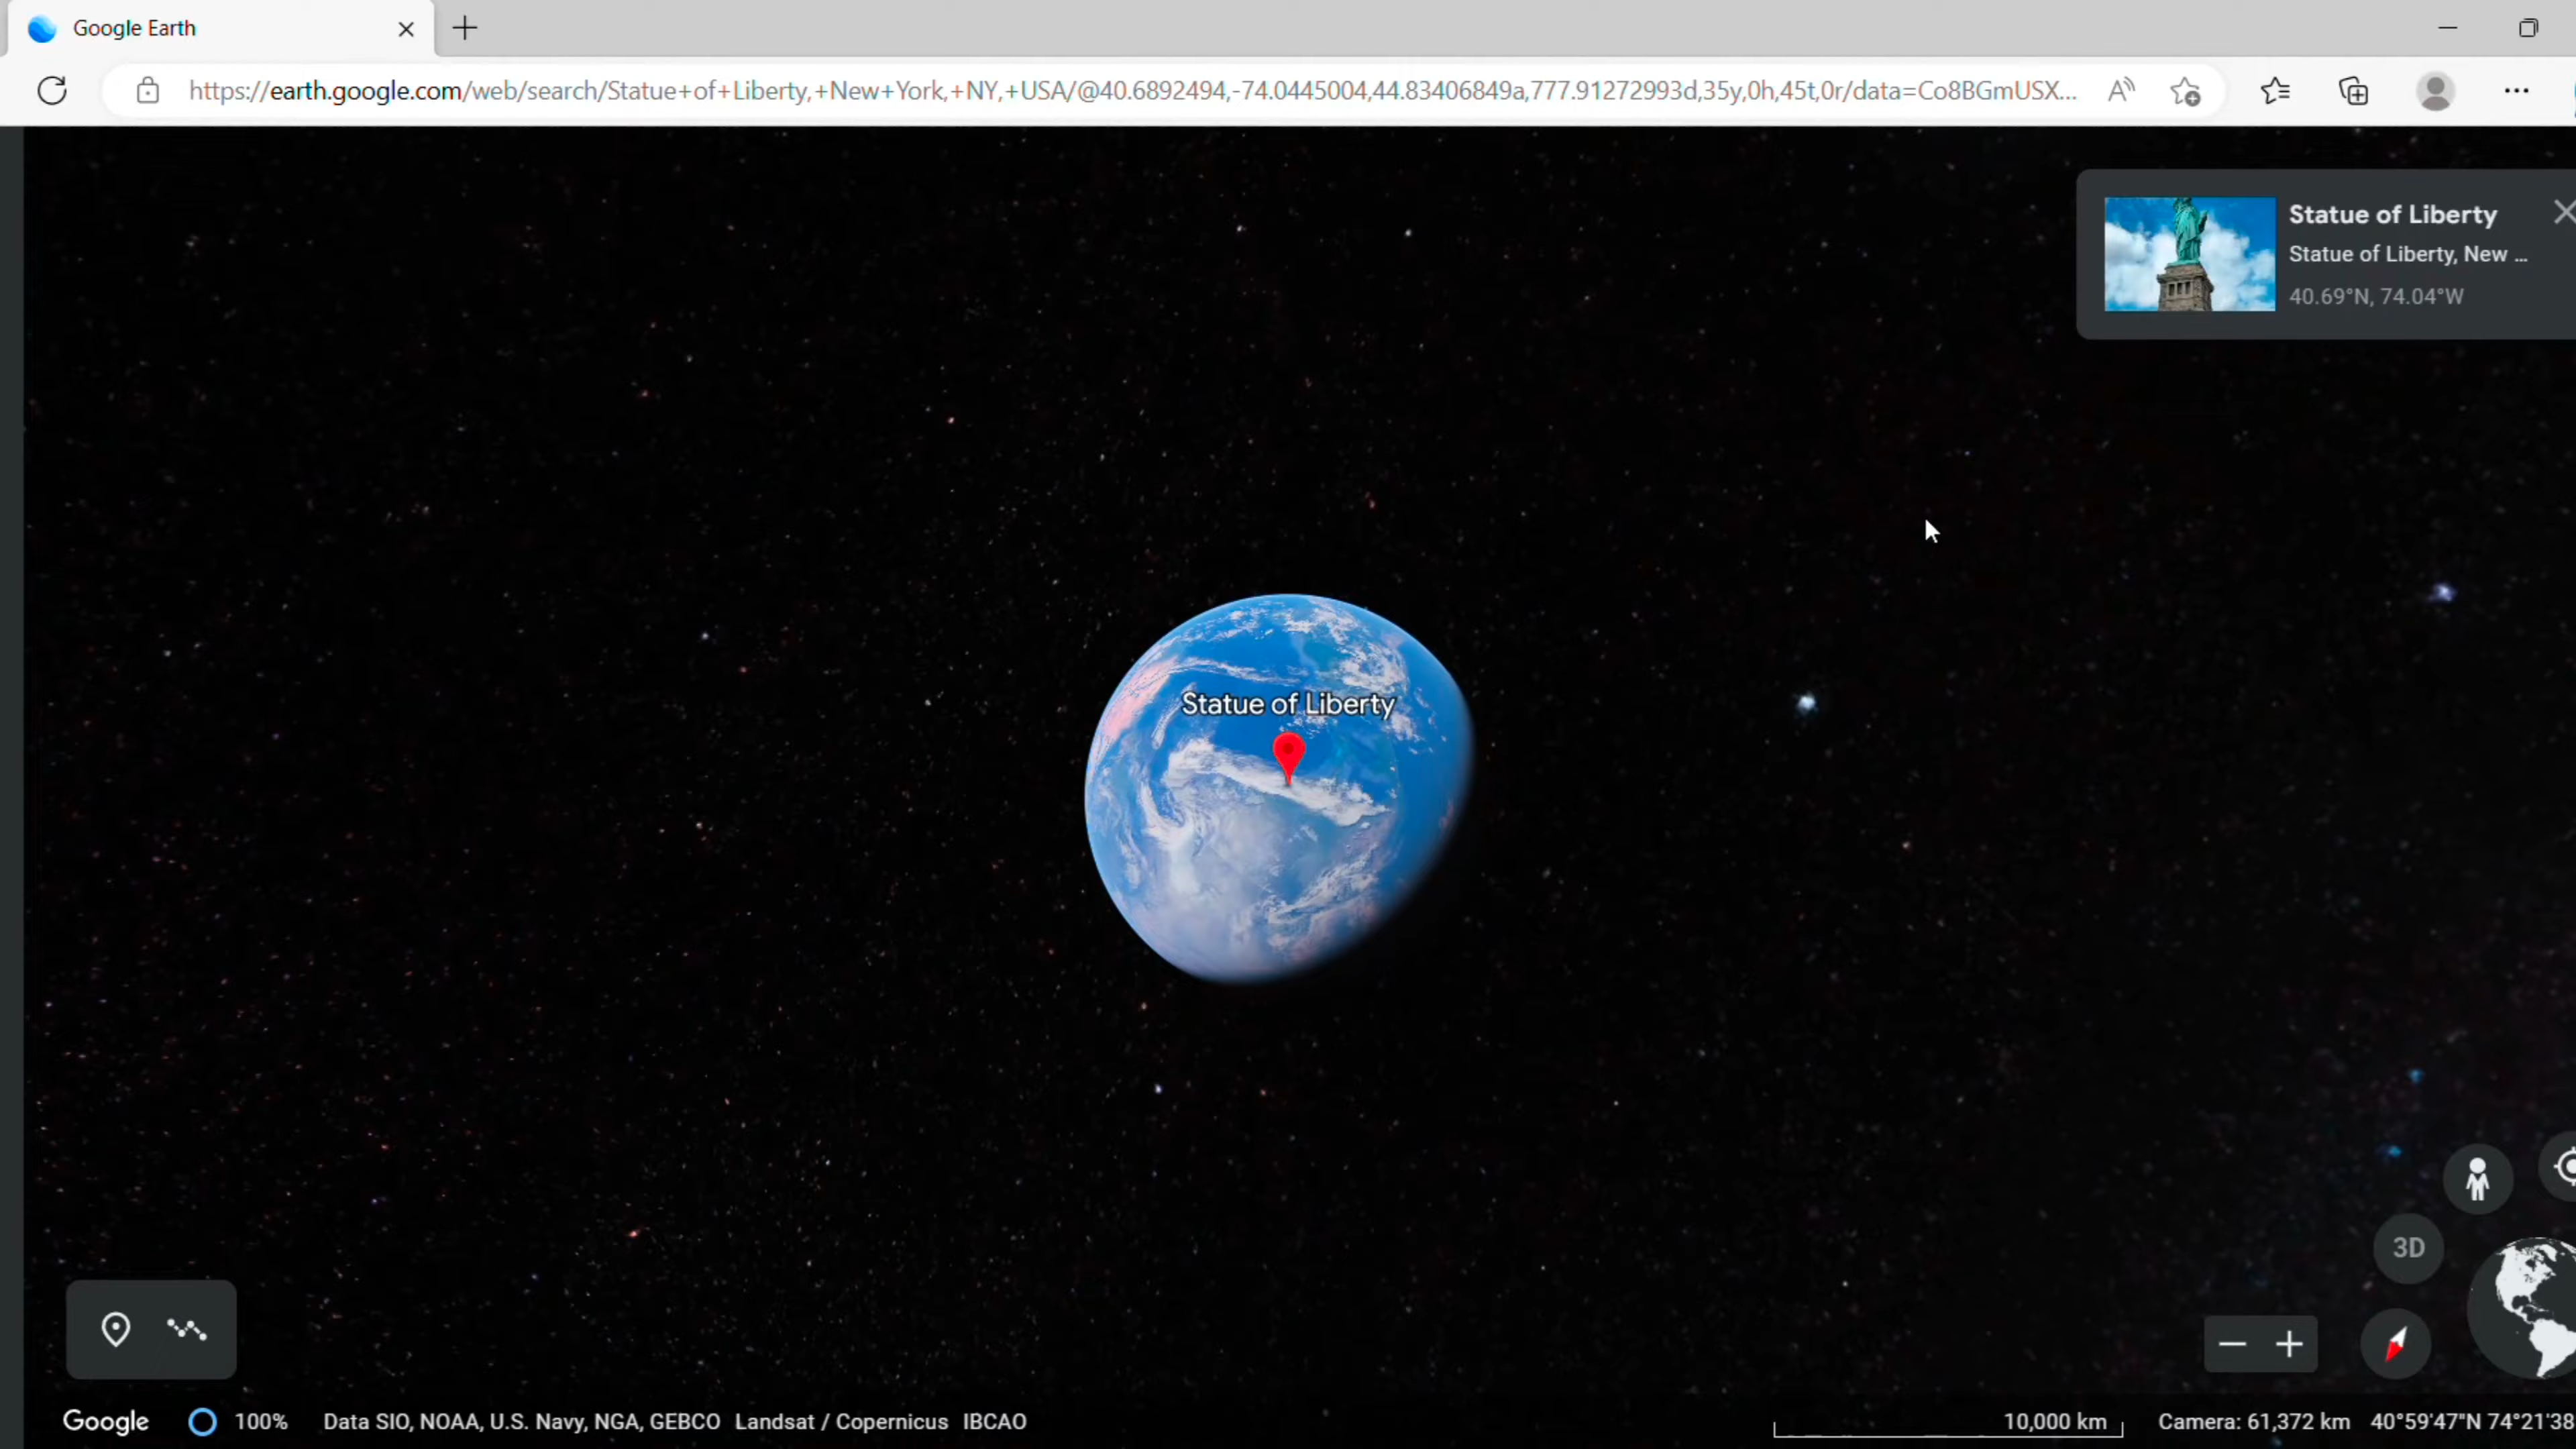 Google Earth
https://earth.google.com/web/search/Statue+of+Liberty,+New+York,+NY,+USA/@40.6892494,-74.0445004,44.83406849a,777.91272993d,35y,0h,45t,0r/data=Co8BGmUSX...
Statue of Liberty
Statue of Liberty, New ...
40.69°N, 74.04°W
Statue of Liberty
3D
Google 100% Data SIO, NOAA, U.S. Navy, NGA, GEBCO Landsat / Copernicus IBCAO 10,000 km Camera: 61,372 km 40°59'47"N 74°21'38